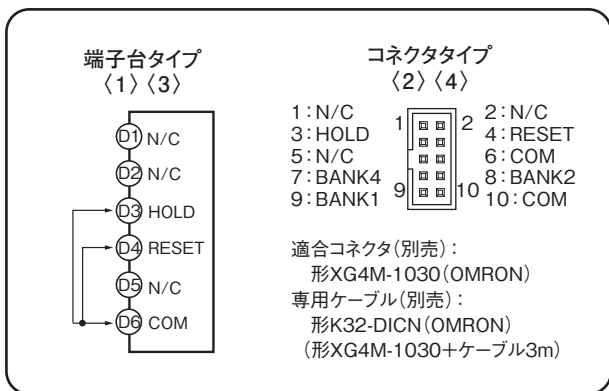 端子台タイプ
〈1〉〈3〉
D1 N/C
D2 N/C
D3 HOLD
D4 RESET
D5 N/C
D6 COM
コネクタタイプ
〈2〉〈4〉
1：N/C
3：HOLD
5：N/C
7：BANK4
9：BANK1
1 2
9 10
2：N/C
4：RESET
6：COM
8：BANK2
10：COM
適合コネクタ(別売)：
形XG4M-1030(OMRON)
専用ケーブル(別売)：
形K32-DICN(OMRON)
(形XG4M-1030+ケーブル3m)